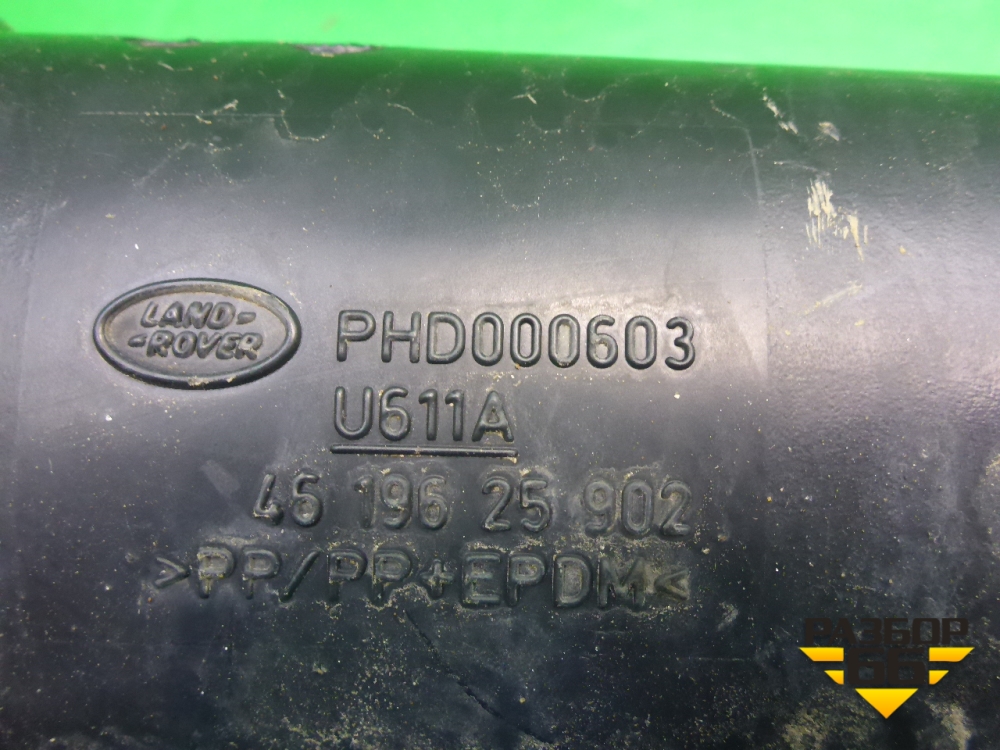 LAND-
-ROVER
PHD000603
U611A
46 196 25 902
>PP/PP+EPDM<
РАЗБОР
66